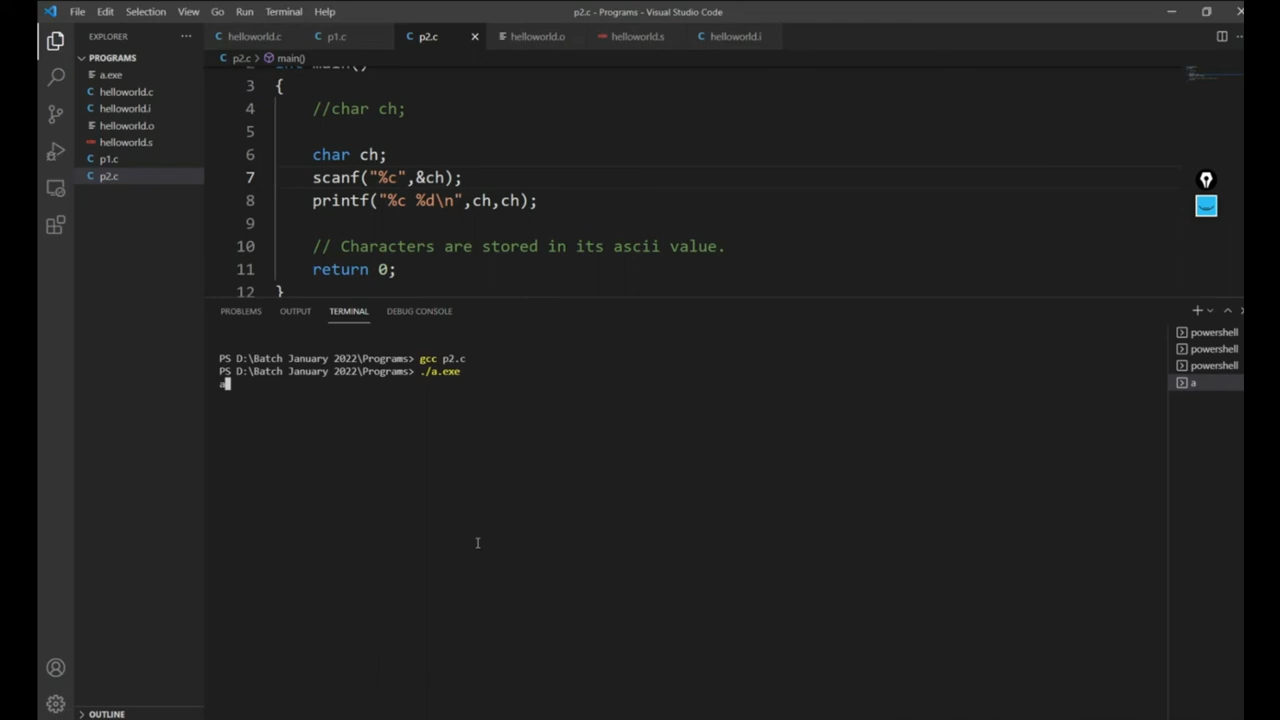 File Edit Selection View Go Run Terminal Help
p2.c - Programs - Visual Studio Code
EXPLORER
helloworld.c p1.c p2.c helloworld.o helloworld.s helloworld.i
PROGRAMS
p2.c > main()
a.exe
helloworld.c
helloworld.i
helloworld.o
helloworld.s
p1.c
p2.c
2 int main()
3 {
4 //char ch;
5
6 char ch;
7 scanf("%c",&ch);
8 printf("%c %d\n",ch,ch);
9
10 // Characters are stored in its ascii value.
11 return 0;
12 }
PROBLEMS OUTPUT TERMINAL DEBUG CONSOLE
PS D:\Batch January 2022\Programs> gcc p2.c
PS D:\Batch January 2022\Programs> ./a.exe
a
powershell
powershell
powershell
a
OUTLINE